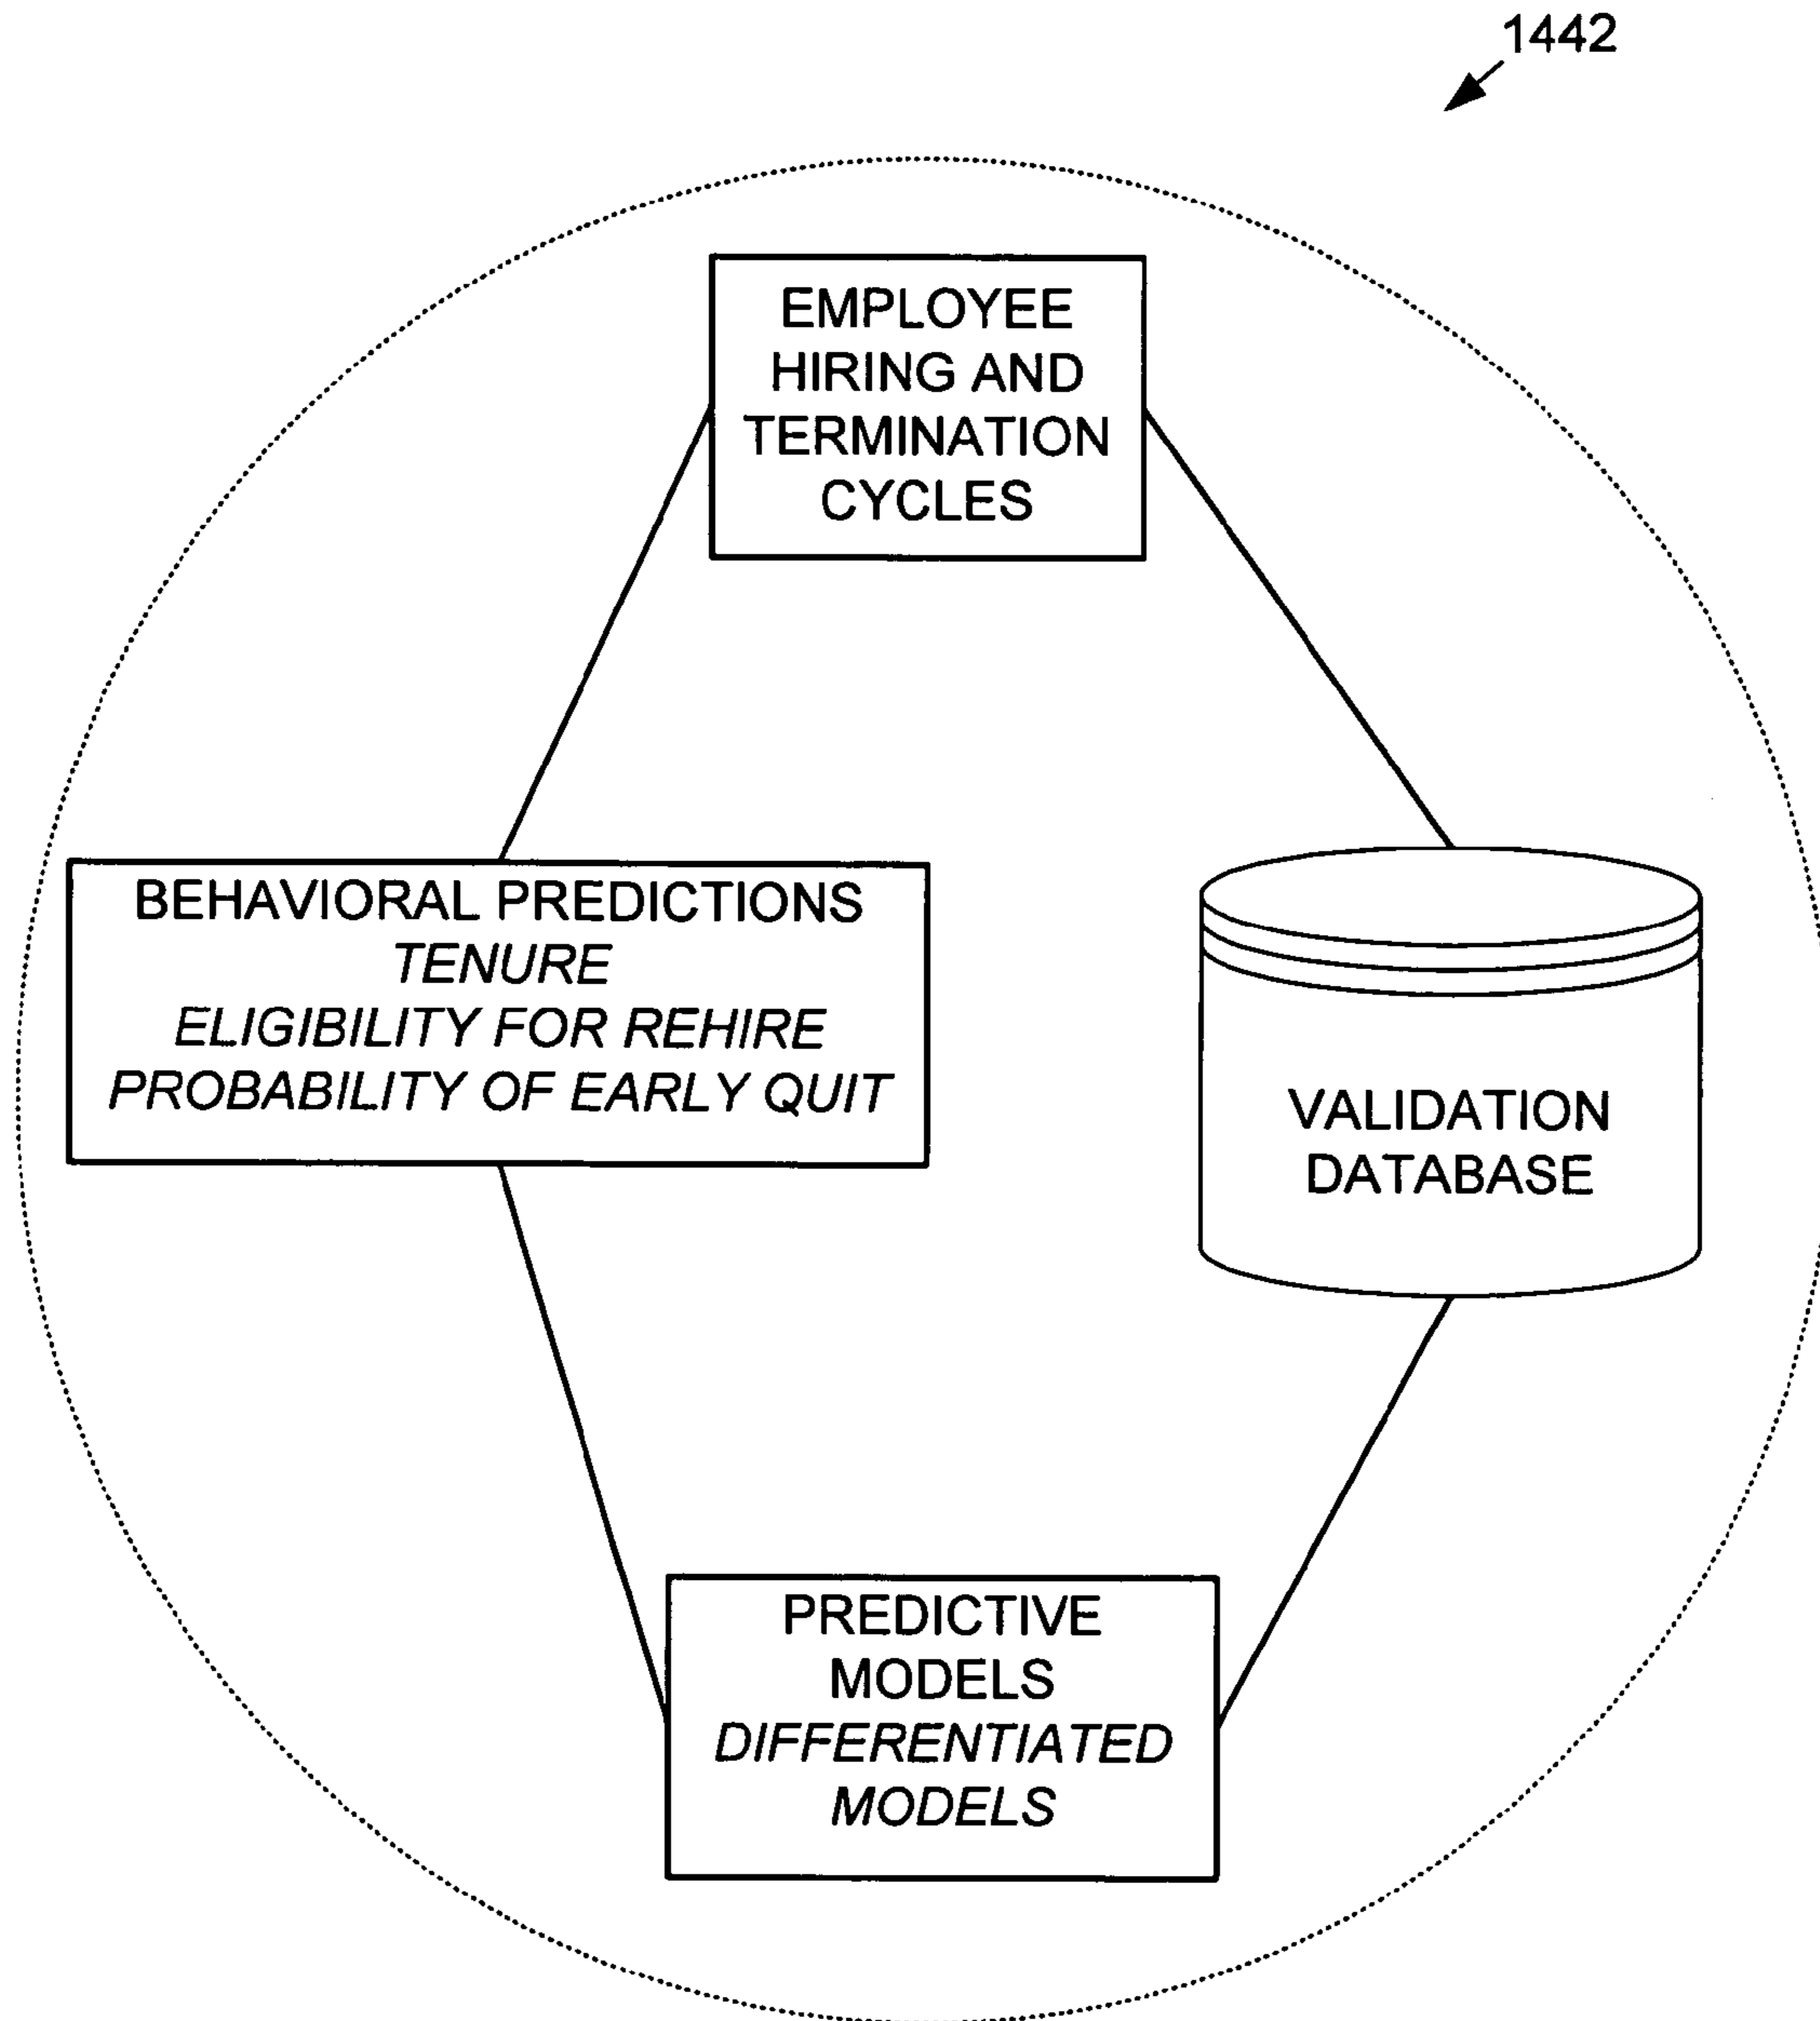 1442
EMPLOYEE
HIRING AND
TERMINATION
CYCLES
BEHAVIORAL PREDICTIONS
TENURE
ELIGIBILITY FOR REHIRE
PROBABILITY OF EARLY QUIT
VALIDATION
DATABASE
PREDICTIVE
MODELS
DIFFERENTIATED
MODELS